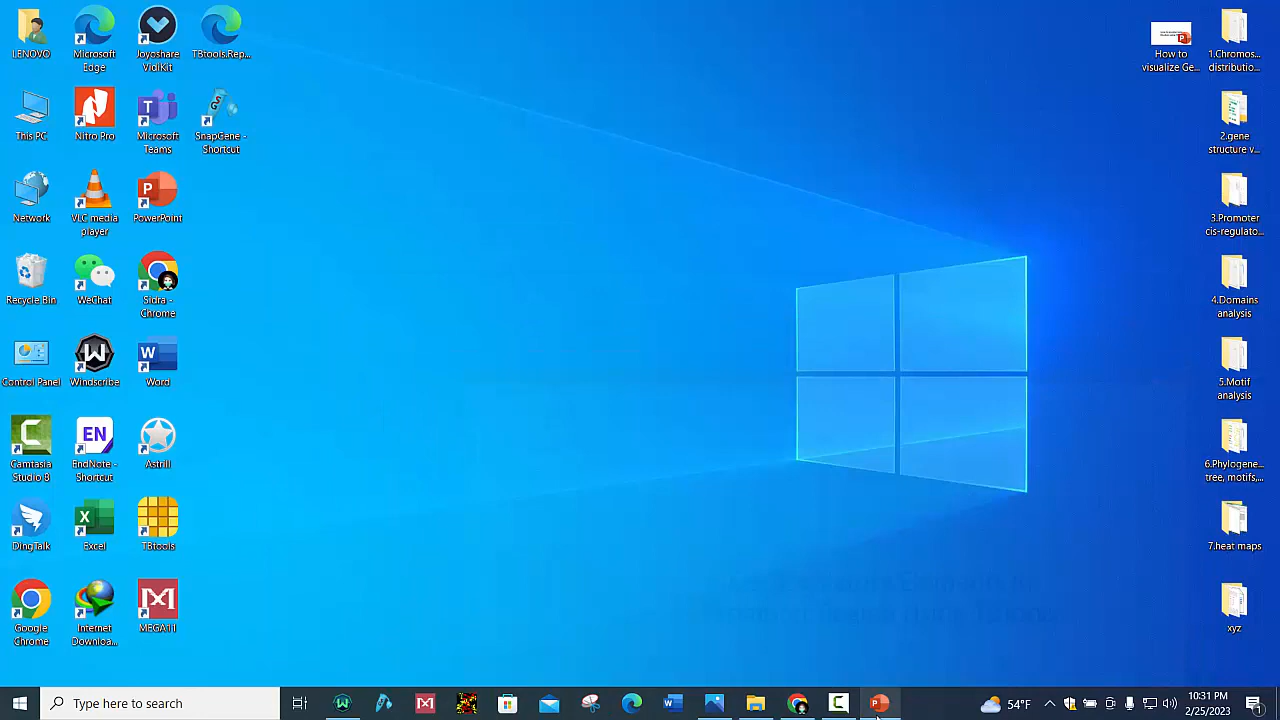 LENOVO
Microsoft
Edge
Joyoshare
VidiKit
TBtools.Rep...
This PC
Nitro Pro
Microsoft
Teams
SnapGene -
Shortcut
Network
VLC media
player
PowerPoint
Recycle Bin
WeChat
Sidra -
Chrome
Control Panel
Windscribe
Word
Camtasia
Studio 8
EN
EndNote -
Shortcut
Astrill
DingTalk
Excel
TBtools
Google
Chrome
Internet
Downloa...
MEGA11
How to
visualize Ge...
1.Chromos...
distributio...
2.gene
structure v...
3.Promoter
cis-regulato...
4.Domains
analysis
5.Motif
analysis
6.Phylogene...
tree, motifs,...
7.heat maps
xyz
Type here to search
54°F
10:31 PM
2/25/2023
1